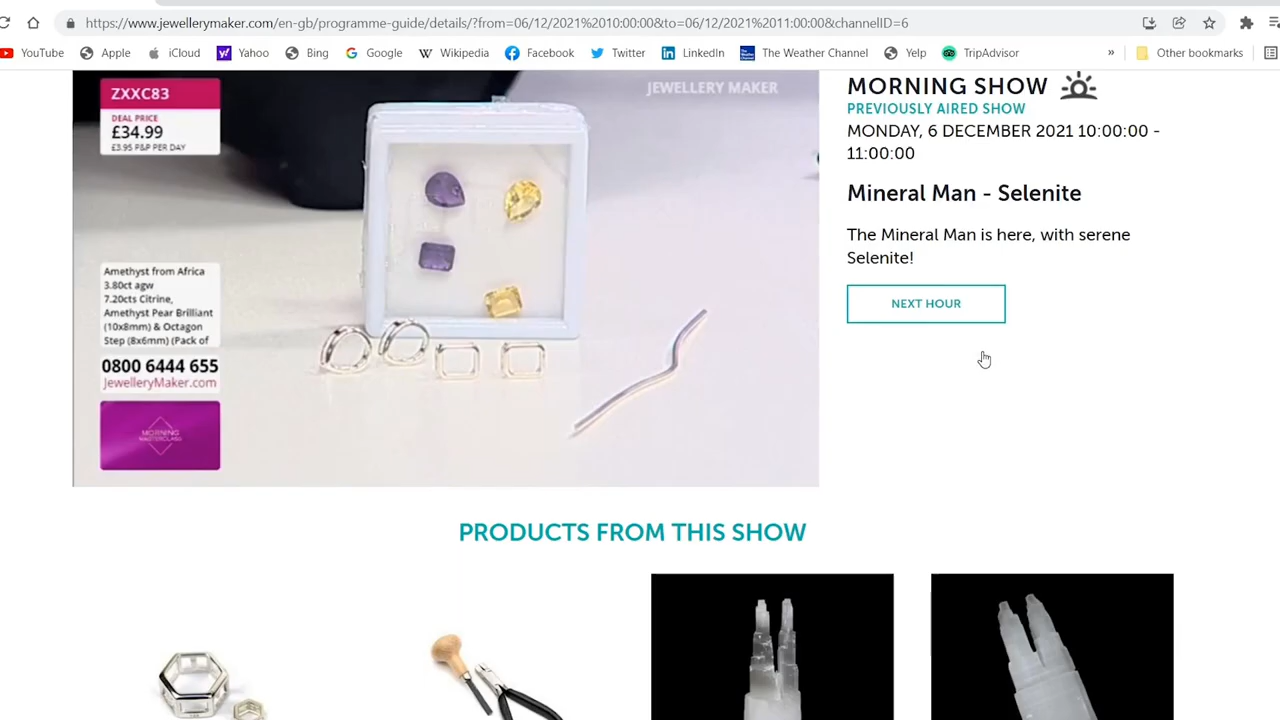 https://www.jewellerymaker.com/en-gb/programme-guide/details/?from=06/12/2021%2010:00:00&to=06/12/2021%2011:00:00&channelID=6
YouTube Apple iCloud Yahoo Bing Google Wikipedia Facebook Twitter LinkedIn The Weather Channel Yelp TripAdvisor » Other bookmarks
ZXXC83
DEAL PRICE
£34.99
£3.95 P&P PER DAY
JEWELLERY MAKER
Amethyst from Africa
3.80ct agw
7.20cts Citrine,
Amethyst Pear Brilliant
(10x8mm) & Octagon
Step (8x6mm) (Pack of
0800 6444 655
JewelleryMaker.com
MORNING
MASTERCLASS
MORNING SHOW
PREVIOUSLY AIRED SHOW
MONDAY, 6 DECEMBER 2021 10:00:00 -
11:00:00
Mineral Man - Selenite
The Mineral Man is here, with serene
Selenite!
NEXT HOUR
PRODUCTS FROM THIS SHOW